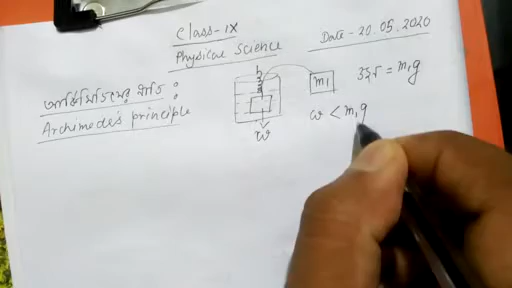 Class-IX
Physical Science
Date - 20.05.2020
আর্কিমিডিসের নীতি :
Archimedes principle
m₁
ওজন = m₁g
w < m₁g
w